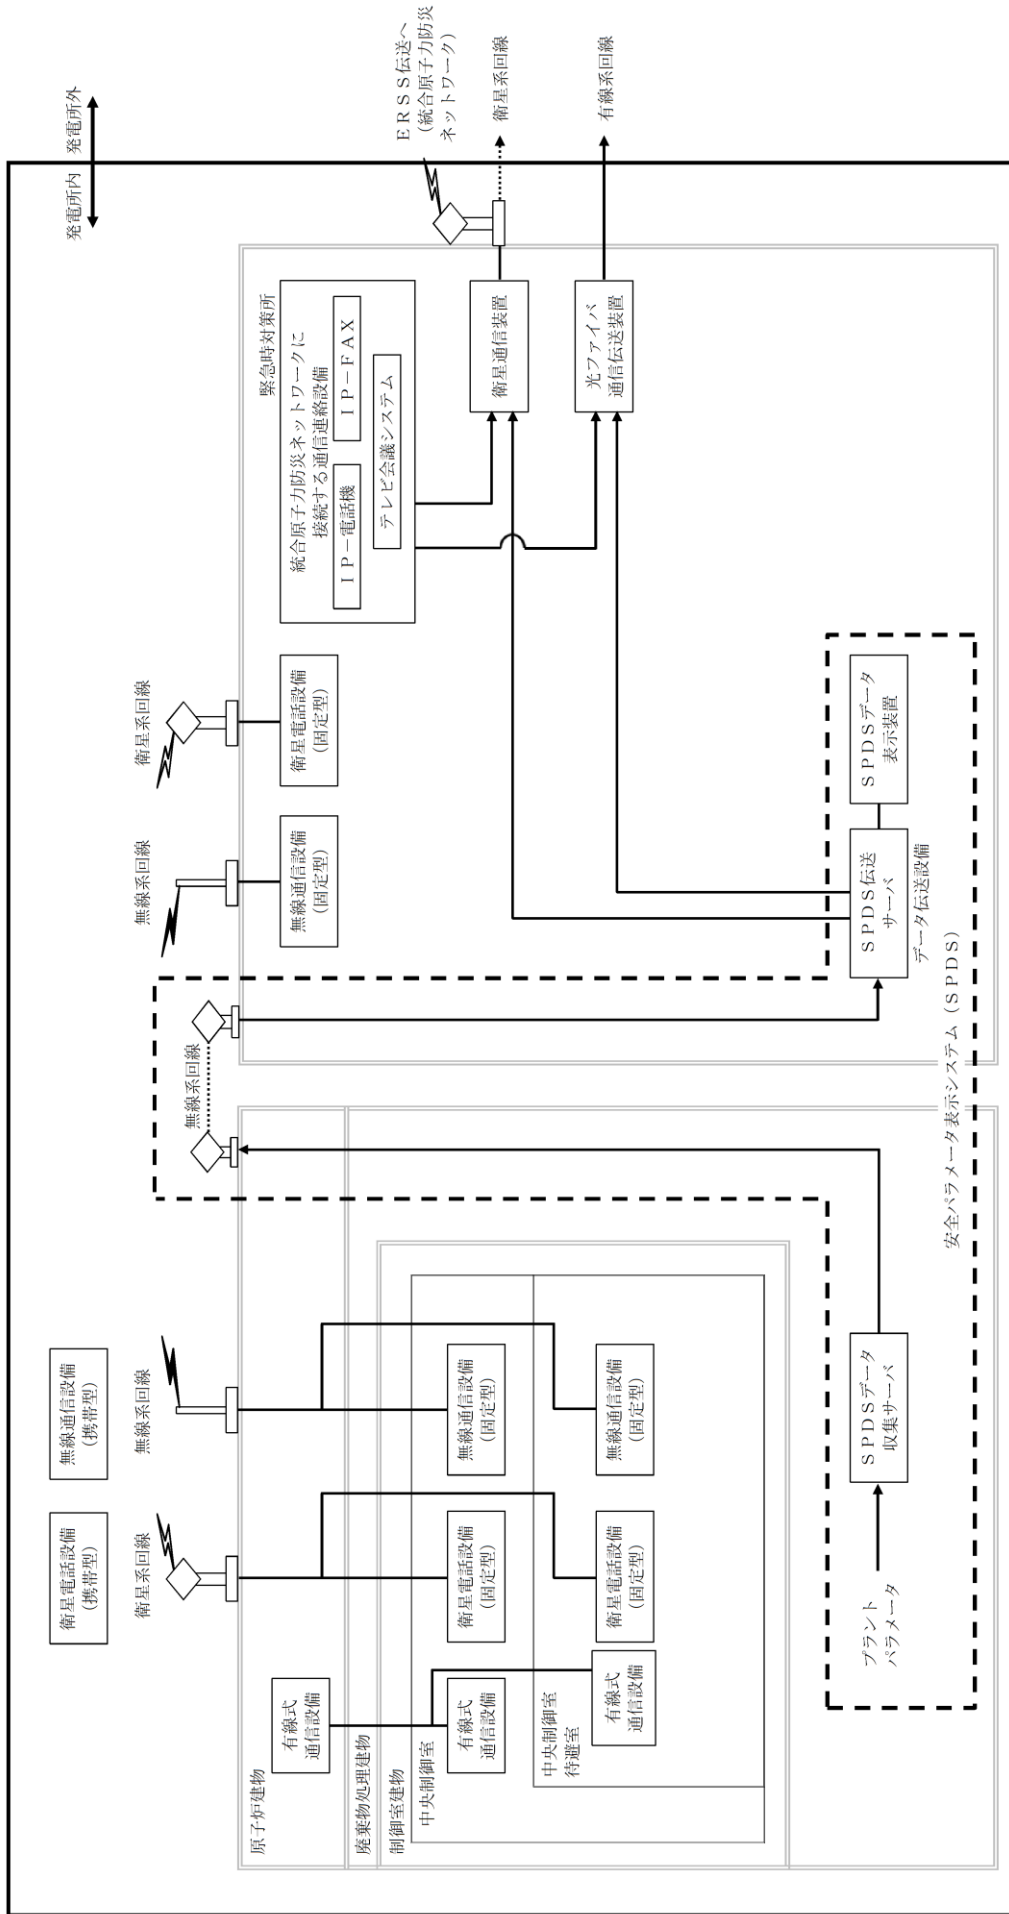 衛星電話設備
(携帯型)
無線通信設備
(携帯型)
発電所内
発電所外
衛星系回線
無線系回線
無線系回線
無線系回線
衛星系回線
ERSS伝送へ
(統合原子力防災
ネットワーク)
原子炉建物
有線式
通信設備
廃棄物処理建物
制御室建物
中央制御室
有線式
通信設備
衛星電話設備
(固定型)
無線通信設備
(固定型)
中央制御室
待避室
有線式
通信設備
衛星電話設備
(固定型)
無線通信設備
(固定型)
プラント
パラメータ
SPDSデータ
収集サーバ
安全パラメータ表示システム(SPDS)
無線通信設備
(固定型)
衛星電話設備
(固定型)
緊急時対策所
統合原子力防災ネットワークに
接続する通信連絡設備
IP-電話機
IP-FAX
テレビ会議システム
衛星通信装置
衛星系回線
光ファイバ
通信伝送装置
有線系回線
SPDS伝送
サーバ
データ伝送設備
SPDSデータ
表示装置